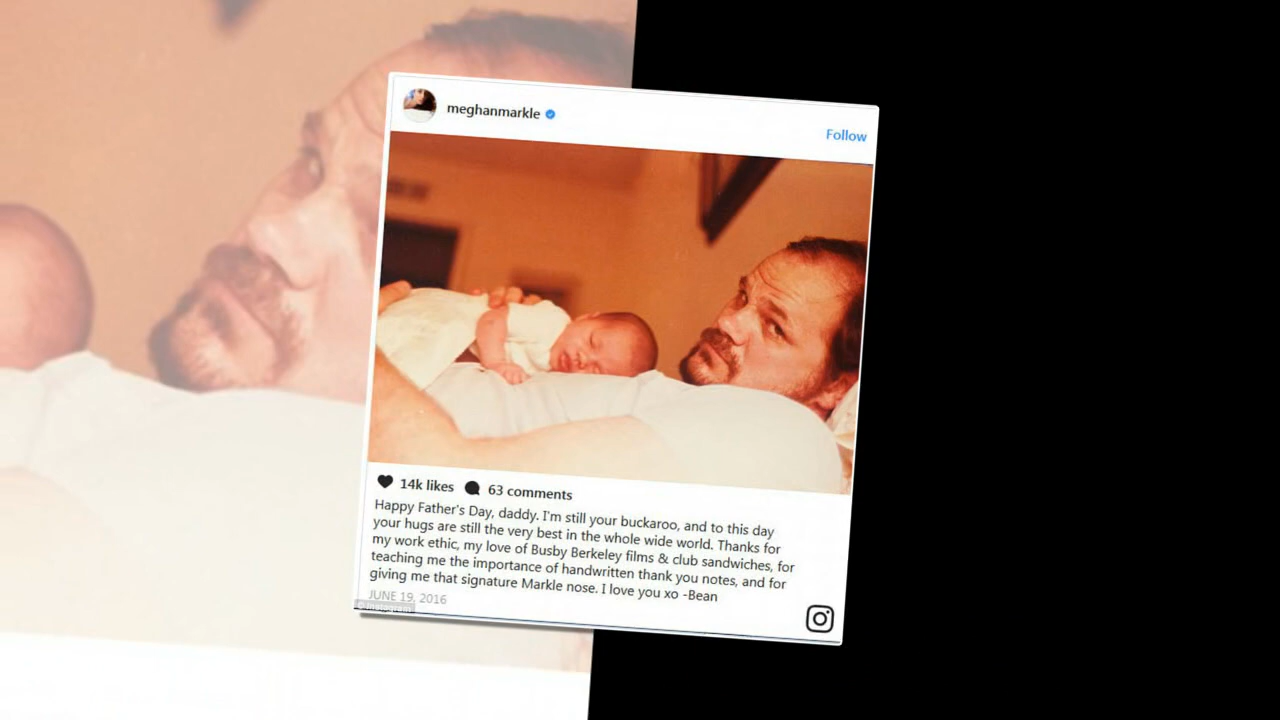 meghanmarkle
Follow
14k likes 63 comments
Happy Father's Day, daddy. I'm still your buckaroo, and to this day
your hugs are still the very best in the whole wide world. Thanks for
my work ethic, my love of Busby Berkeley films & club sandwiches, for
teaching me the importance of handwritten thank you notes, and for
giving me that signature Markle nose. I love you xo -Bean
JUNE 19, 2016
© Instagram